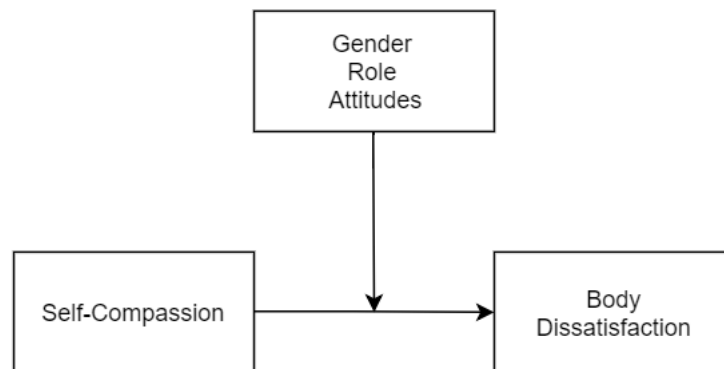 Gender
Role
Attitudes
Self-Compassion
Body
Dissatisfaction